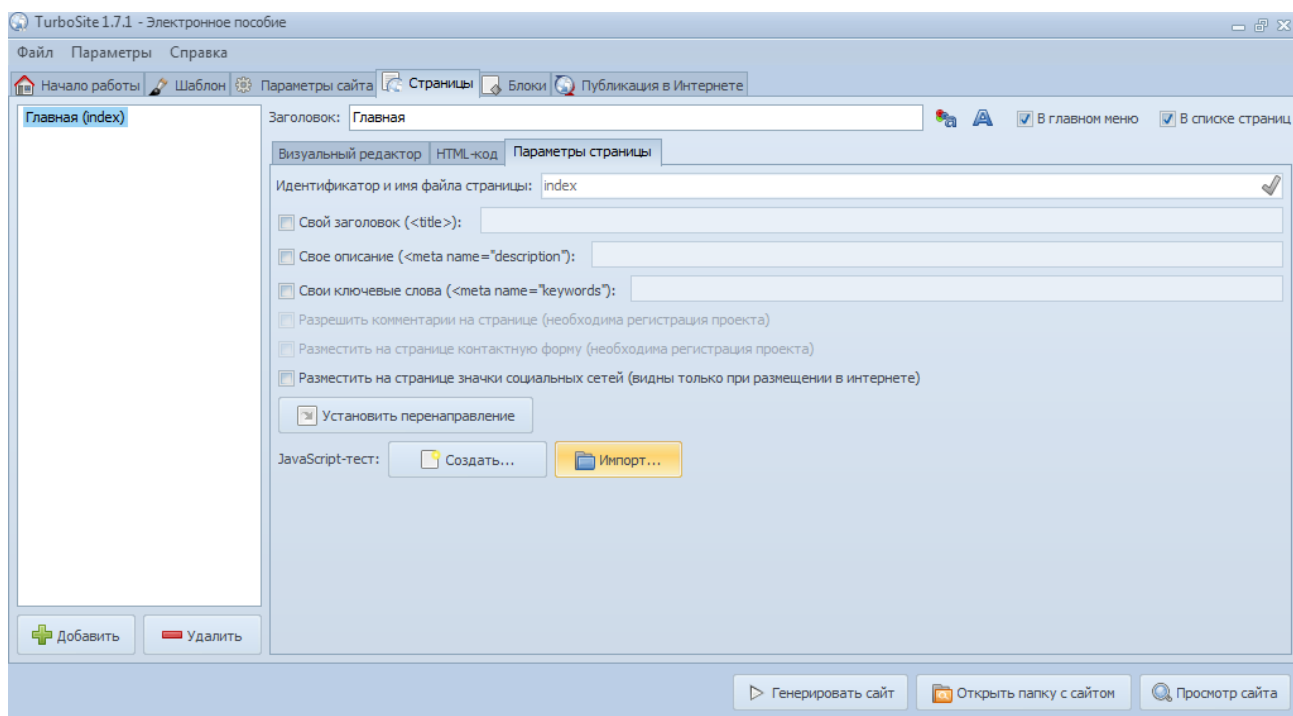 TurboSite 1.7.1 - Электронное пособие
Файл Параметры Справка
Начало работы Шаблон Параметры сайта Страницы Блоки Публикация в Интернете
Главная (index)
Заголовок: Главная В главном меню В списке страниц
Визуальный редактор HTML-код Параметры страницы
Идентификатор и имя файла страницы: index
Свой заголовок (<title>):
Свое описание (<meta name="description"):
Свои ключевые слова (<meta name="keywords"):
Разрешить комментарии на странице (необходима регистрация проекта)
Разместить на странице контактную форму (необходима регистрация проекта)
Разместить на странице значки социальных сетей (видны только при размещении в интернете)
Установить перенаправление
JavaScript-тест: Создать... Импорт...
Добавить Удалить
Генерировать сайт Открыть папку с сайтом Просмотр сайта